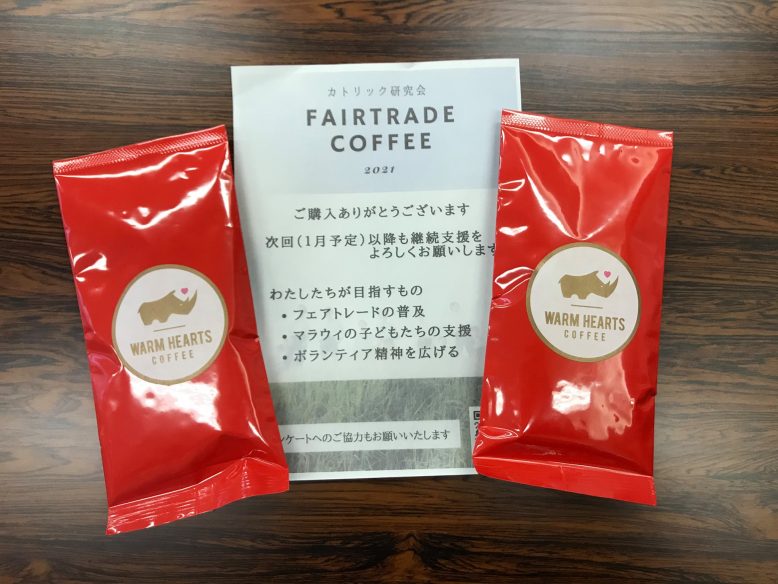 カトリック研究会
FAIRTRADE
COFFEE
2021
ご購入ありがとうございます
次回(1月予定)以降も継続支援を
よろしくお願いします
わたしたちが目指すもの
• フェアトレードの普及
• マラウィの子どもたちの支援
• ボランティア精神を広げる
ンケートへのご協力もお願いいたします
WARM HEARTS
COFFEE
WARM HEARTS
COFFEE